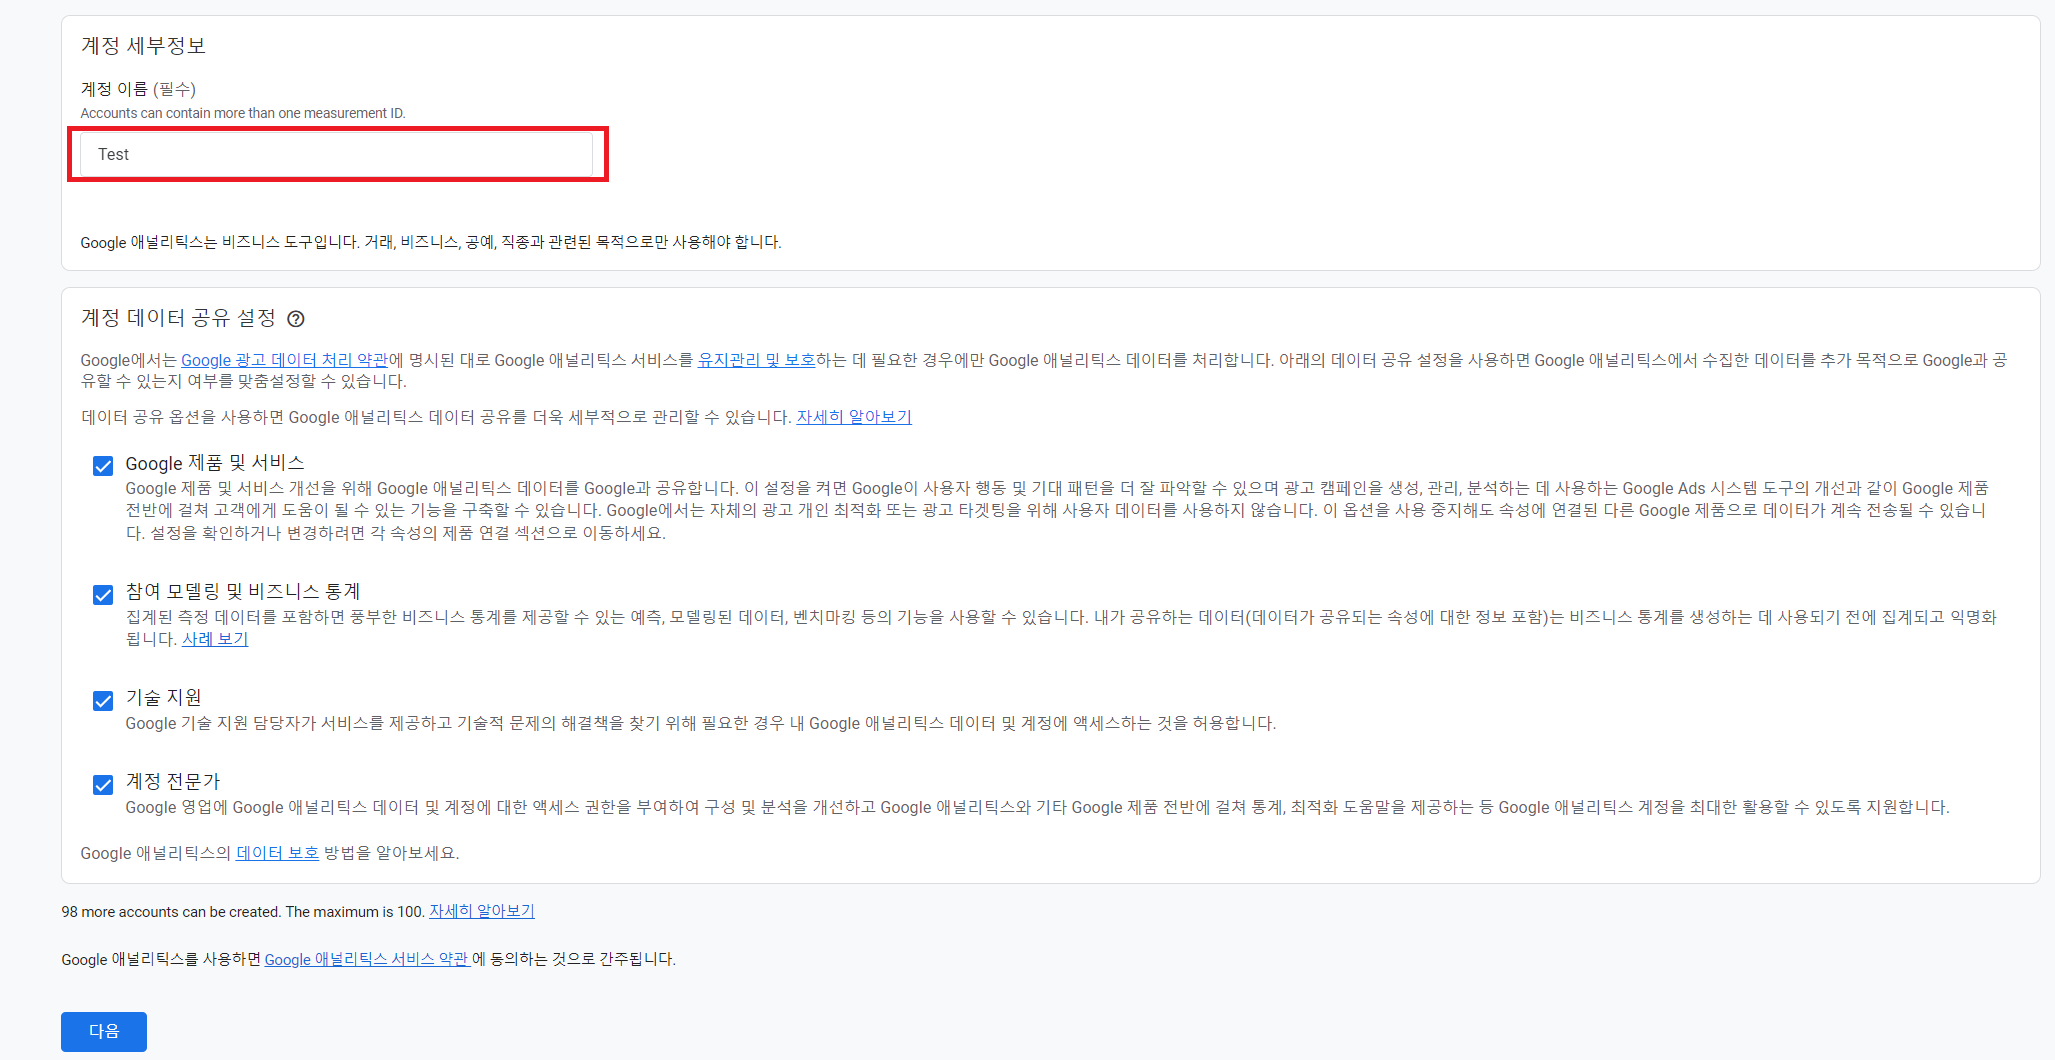 계정 세부정보
계정 이름 (필수)
Accounts can contain more than one measurement ID.
Test
Google 애널리틱스는 비즈니스 도구입니다. 거래, 비즈니스, 공예, 직종과 관련된 목적으로만 사용해야 합니다.
계정 데이터 공유 설정 ?
Google에서는 Google 광고 데이터 처리 약관에 명시된 대로 Google 애널리틱스 서비스를 유지관리 및 보호하는 데 필요한 경우에만 Google 애널리틱스 데이터를 처리합니다. 아래의 데이터 공유 설정을 사용하면 Google 애널리틱스에서 수집한 데이터를 추가 목적으로 Google과 공
유할 수 있는지 여부를 맞춤설정할 수 있습니다.
데이터 공유 옵션을 사용하면 Google 애널리틱스 데이터 공유를 더욱 세부적으로 관리할 수 있습니다. 자세히 알아보기
Google 제품 및 서비스
Google 제품 및 서비스 개선을 위해 Google 애널리틱스 데이터를 Google과 공유합니다. 이 설정을 켜면 Google이 사용자 행동 및 기대 패턴을 더 잘 파악할 수 있으며 광고 캠페인을 생성, 관리, 분석하는 데 사용하는 Google Ads 시스템 도구의 개선과 같이 Google 제품
전반에 걸쳐 고객에게 도움이 될 수 있는 기능을 구축할 수 있습니다. Google에서는 자체의 광고 개인 최적화 또는 광고 타겟팅을 위해 사용자 데이터를 사용하지 않습니다. 이 옵션을 사용 중지해도 속성에 연결된 다른 Google 제품으로 데이터가 계속 전송될 수 있습니
다. 설정을 확인하거나 변경하려면 각 속성의 제품 연결 섹션으로 이동하세요.
참여 모델링 및 비즈니스 통계
집계된 측정 데이터를 포함하면 풍부한 비즈니스 통계를 제공할 수 있는 예측, 모델링된 데이터, 벤치마킹 등의 기능을 사용할 수 있습니다. 내가 공유하는 데이터(데이터가 공유되는 속성에 대한 정보 포함)는 비즈니스 통계를 생성하는 데 사용되기 전에 집계되고 익명화
됩니다. 사례 보기
기술 지원
Google 기술 지원 담당자가 서비스를 제공하고 기술적 문제의 해결책을 찾기 위해 필요한 경우 내 Google 애널리틱스 데이터 및 계정에 액세스하는 것을 허용합니다.
계정 전문가
Google 영업에 Google 애널리틱스 데이터 및 계정에 대한 액세스 권한을 부여하여 구성 및 분석을 개선하고 Google 애널리틱스와 기타 Google 제품 전반에 걸쳐 통계, 최적화 도움말을 제공하는 등 Google 애널리틱스 계정을 최대한 활용할 수 있도록 지원합니다.
Google 애널리틱스의 데이터 보호 방법을 알아보세요.
98 more accounts can be created. The maximum is 100. 자세히 알아보기
Google 애널리틱스를 사용하면 Google 애널리틱스 서비스 약관 에 동의하는 것으로 간주됩니다.
다음